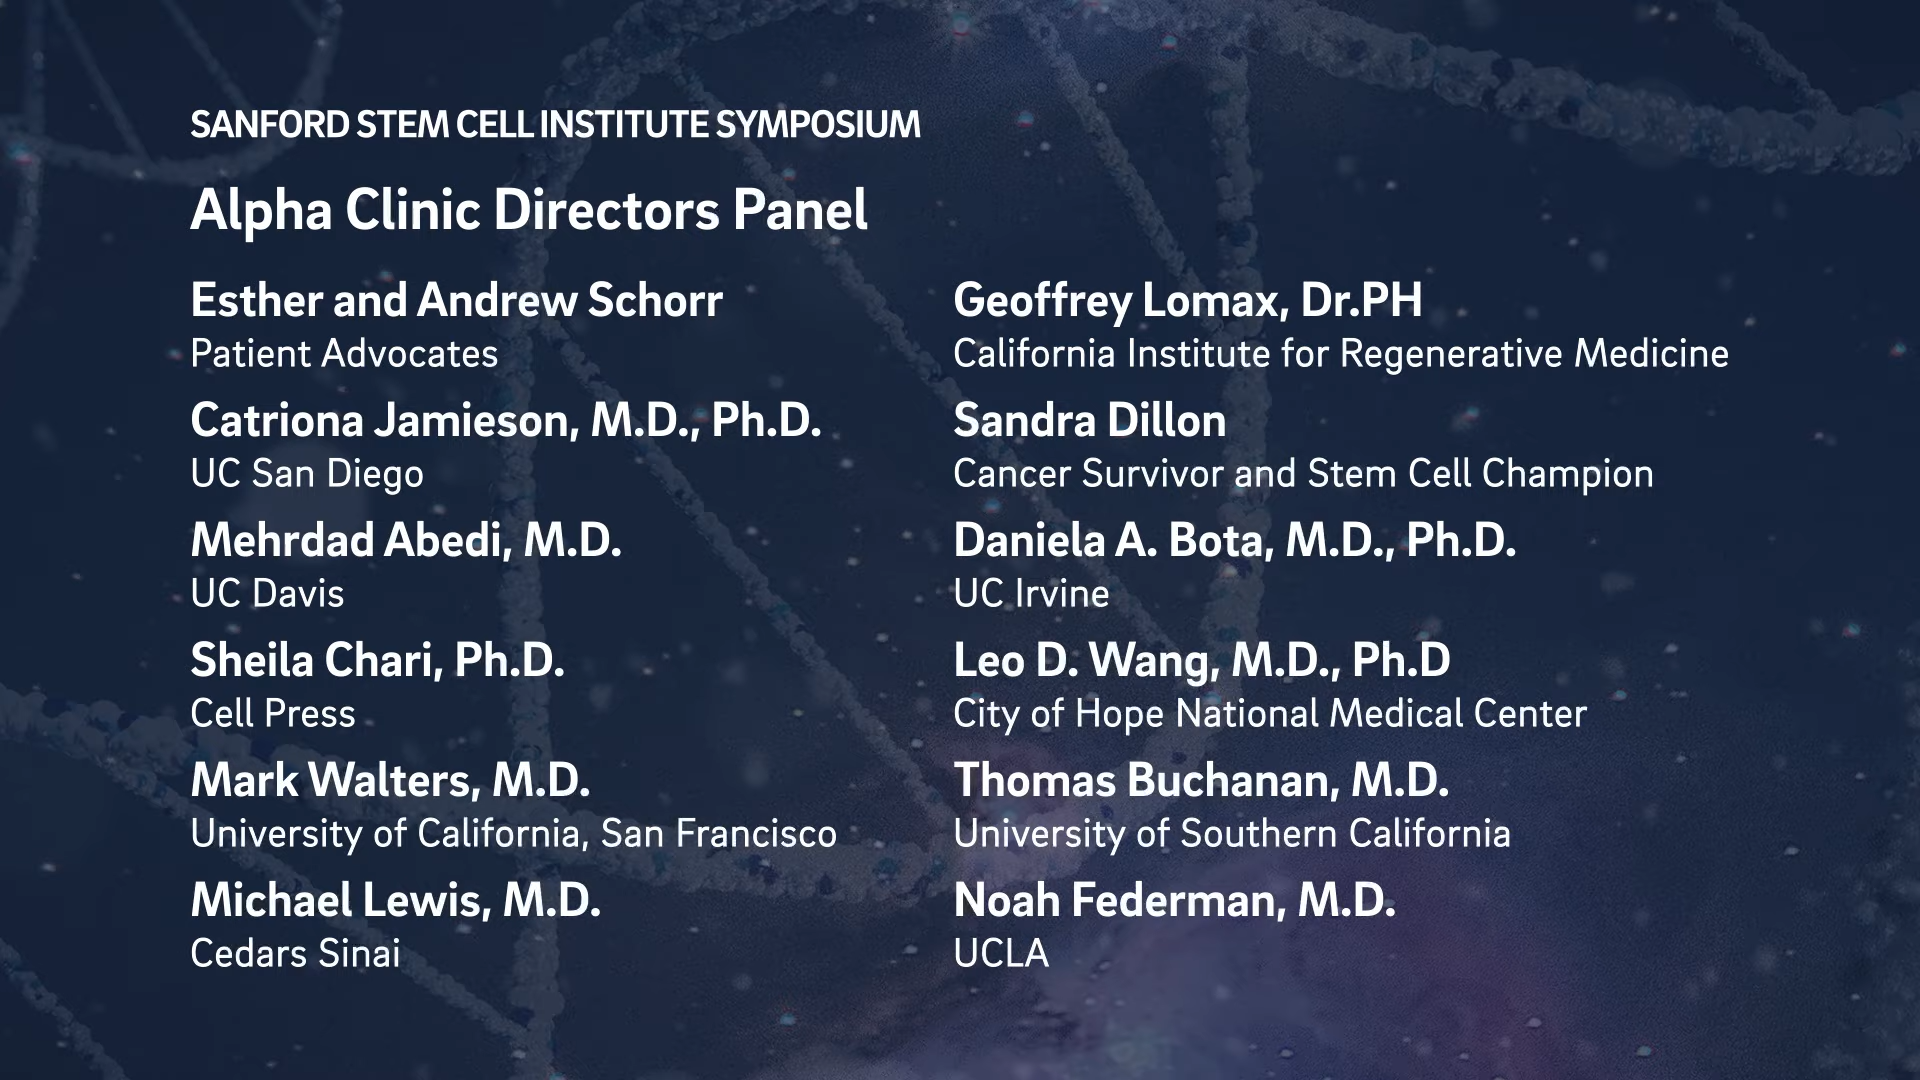 SANFORD STEM CELL INSTITUTE SYMPOSIUM
Alpha Clinic Directors Panel
Esther and Andrew Schorr
Patient Advocates
Catriona Jamieson, M.D., Ph.D.
UC San Diego
Mehrdad Abedi, M.D.
UC Davis
Sheila Chari, Ph.D.
Cell Press
Mark Walters, M.D.
University of California, San Francisco
Michael Lewis, M.D.
Cedars Sinai
Geoffrey Lomax, Dr.PH
California Institute for Regenerative Medicine
Sandra Dillon
Cancer Survivor and Stem Cell Champion
Daniela A. Bota, M.D., Ph.D.
UC Irvine
Leo D. Wang, M.D., Ph.D
City of Hope National Medical Center
Thomas Buchanan, M.D.
University of Southern California
Noah Federman, M.D.
UCLA